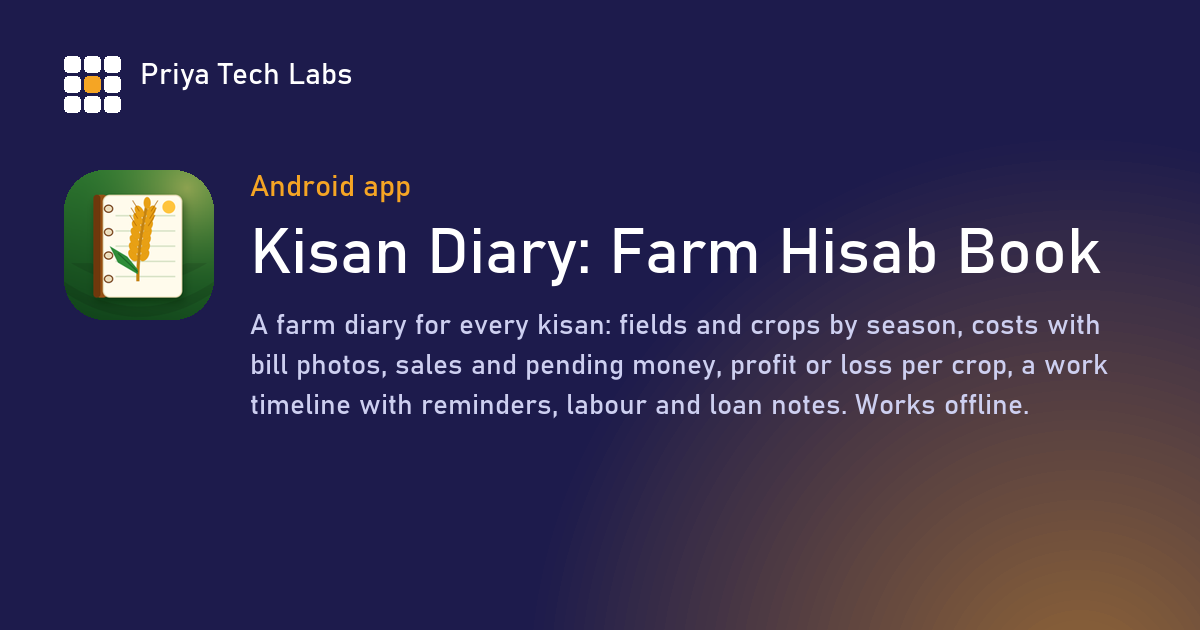 Priya Tech Labs
Android app
Kisan Diary: Farm Hisab Book
A farm diary for every kisan: fields and crops by season, costs with
bill photos, sales and pending money, profit or loss per crop, a work
timeline with reminders, labour and loan notes. Works offline.